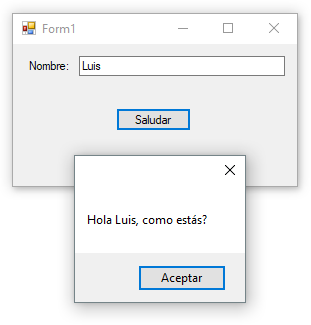 Form1
Nombre: Luis
Saludar
Hola Luis, como estás?
Aceptar